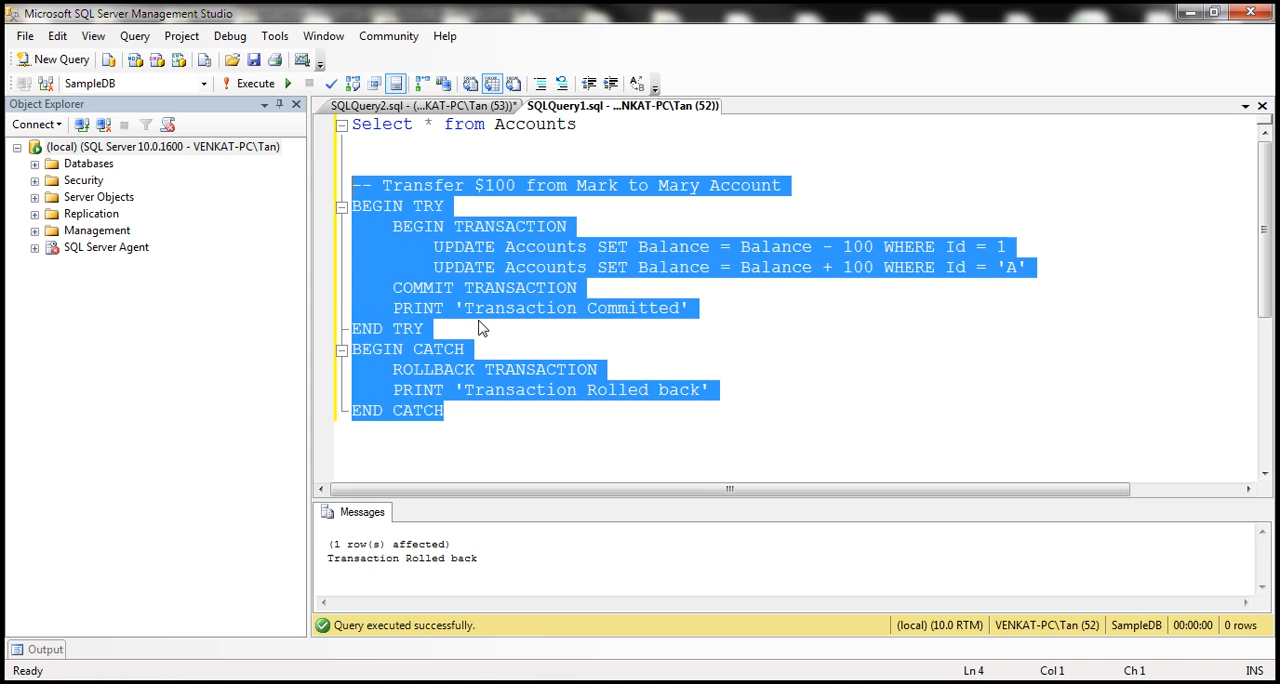 Microsoft SQL Server Management Studio
File Edit View Query Project Debug Tools Window Community Help
New Query
SampleDB Execute
Object Explorer
SQLQuery2.sql - (...KAT-PC\Tan (53))* SQLQuery1.sql - ...NKAT-PC\Tan (52))
Connect
(local) (SQL Server 10.0.1600 - VENKAT-PC\Tan)
Databases
Security
Server Objects
Replication
Management
SQL Server Agent
Select * from Accounts
-- Transfer $100 from Mark to Mary Account
BEGIN TRY
BEGIN TRANSACTION
UPDATE Accounts SET Balance = Balance - 100 WHERE Id = 1
UPDATE Accounts SET Balance = Balance + 100 WHERE Id = 'A'
COMMIT TRANSACTION
PRINT 'Transaction Committed'
END TRY
BEGIN CATCH
ROLLBACK TRANSACTION
PRINT 'Transaction Rolled back'
END CATCH
Messages
(1 row(s) affected)
Transaction Rolled back
Query executed successfully. (local) (10.0 RTM) VENKAT-PC\Tan (52) SampleDB 00:00:00 0 rows
Output
Ready Ln 4 Col 1 Ch 1 INS